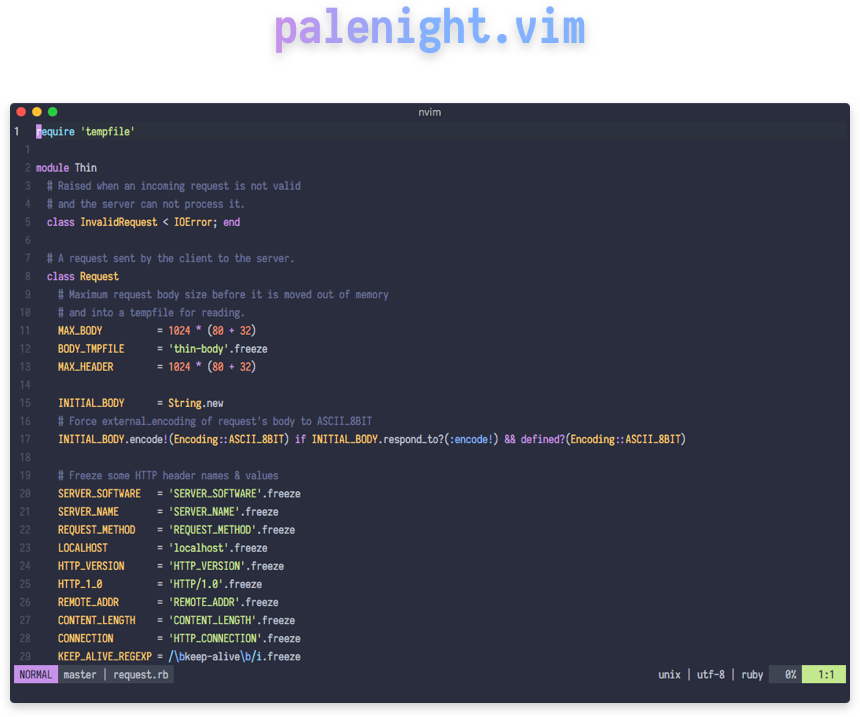 palenight.vim
nvim
1 require 'tempfile'
1
2 module Thin
3 # Raised when an incoming request is not valid
4 # and the server can not process it.
5 class InvalidRequest < IOError; end
6
7 # A request sent by the client to the server.
8 class Request
9 # Maximum request body size before it is moved out of memory
10 # and into a tempfile for reading.
11 MAX_BODY = 1024 * (80 + 32)
12 BODY_TMPFILE = 'thin-body'.freeze
13 MAX_HEADER = 1024 * (80 + 32)
14
15 INITIAL_BODY = String.new
16 # Force external_encoding of request's body to ASCII_8BIT
17 INITIAL_BODY.encode!(Encoding::ASCII_8BIT) if INITIAL_BODY.respond_to?(:encode!) && defined?(Encoding::ASCII_8BIT)
18
19 # Freeze some HTTP header names & values
20 SERVER_SOFTWARE = 'SERVER_SOFTWARE'.freeze
21 SERVER_NAME = 'SERVER_NAME'.freeze
22 REQUEST_METHOD = 'REQUEST_METHOD'.freeze
23 LOCALHOST = 'localhost'.freeze
24 HTTP_VERSION = 'HTTP_VERSION'.freeze
25 HTTP_1_0 = 'HTTP/1.0'.freeze
26 REMOTE_ADDR = 'REMOTE_ADDR'.freeze
27 CONTENT_LENGTH = 'CONTENT_LENGTH'.freeze
28 CONNECTION = 'HTTP_CONNECTION'.freeze
29 KEEP_ALIVE_REGEXP = /\bkeep-alive\b/i.freeze
NORMAL master | request.rb unix | utf-8 | ruby 0% 1:1